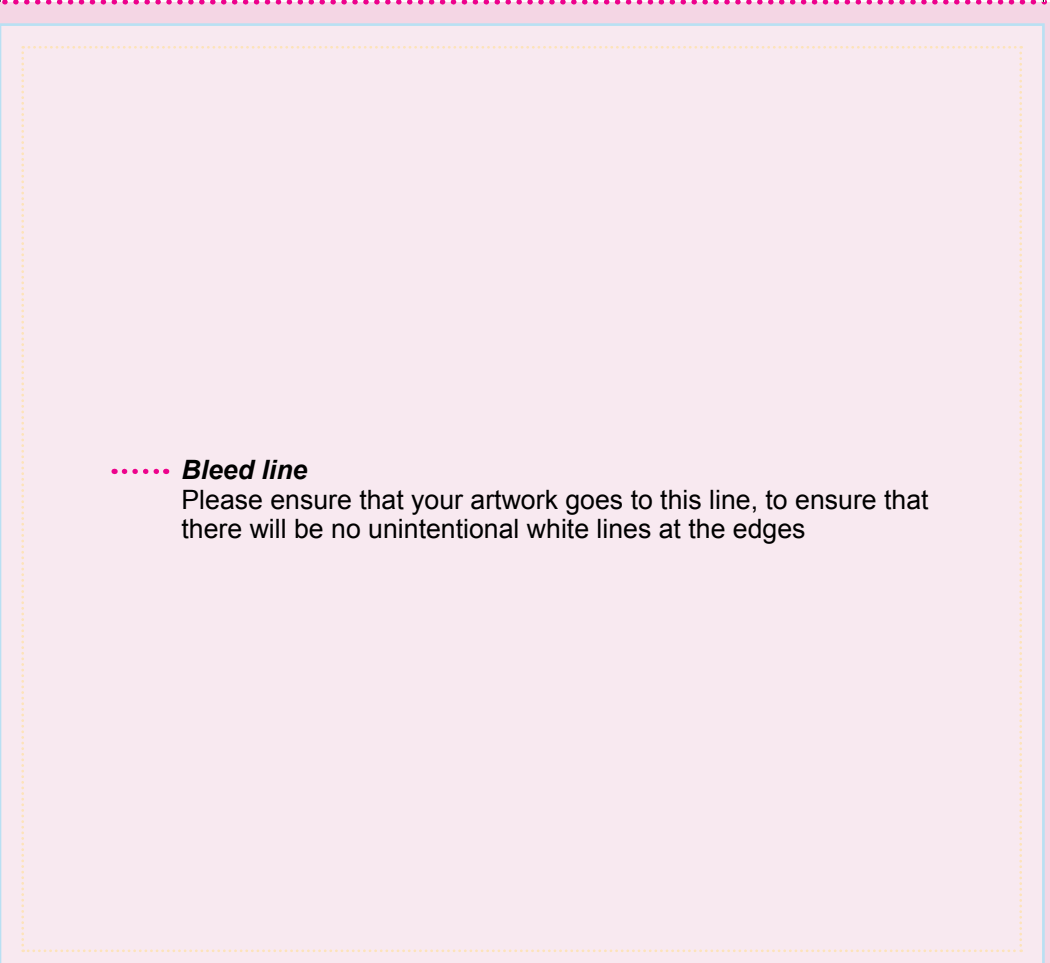 Bleed line
Please ensure that your artwork goes to this line, to ensure that
there will be no unintentional white lines at the edges